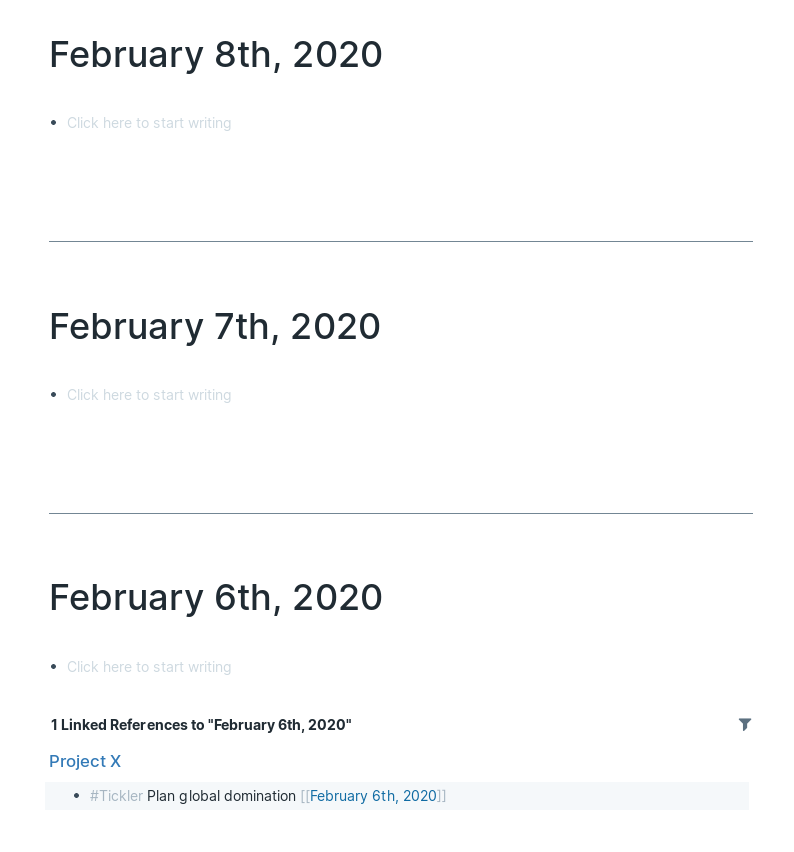 February 8th, 2020
• Click here to start writing
February 7th, 2020
• Click here to start writing
February 6th, 2020
• Click here to start writing
1 Linked References to "February 6th, 2020"
Project X
• #Tickler Plan global domination [[February 6th, 2020]]